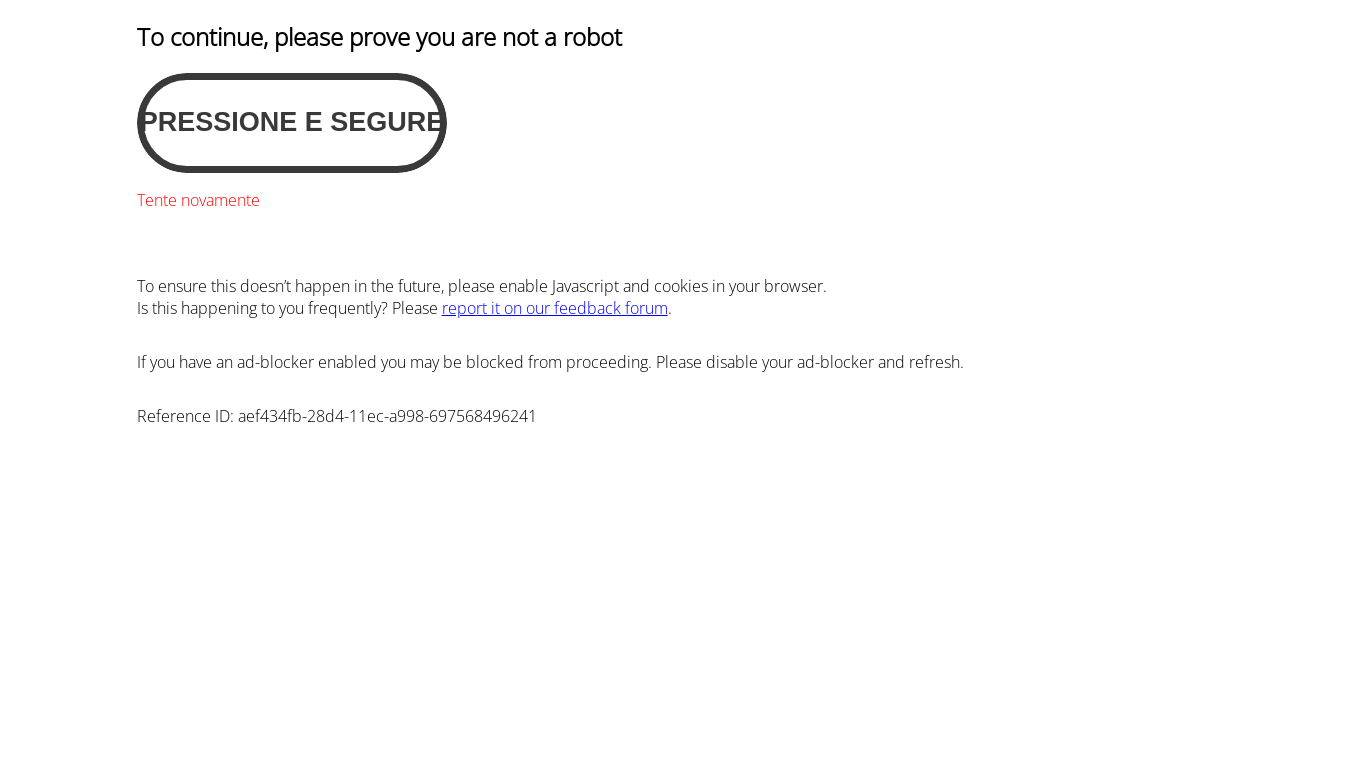 To continue, please prove you are not a robot
PRESSIONE E SEGURE
Tente novamente
To ensure this doesn’t happen in the future, please enable Javascript and cookies in your browser.
Is this happening to you frequently? Please report it on our feedback forum.
If you have an ad-blocker enabled you may be blocked from proceeding. Please disable your ad-blocker and refresh.
Reference ID: aef434fb-28d4-11ec-a998-697568496241